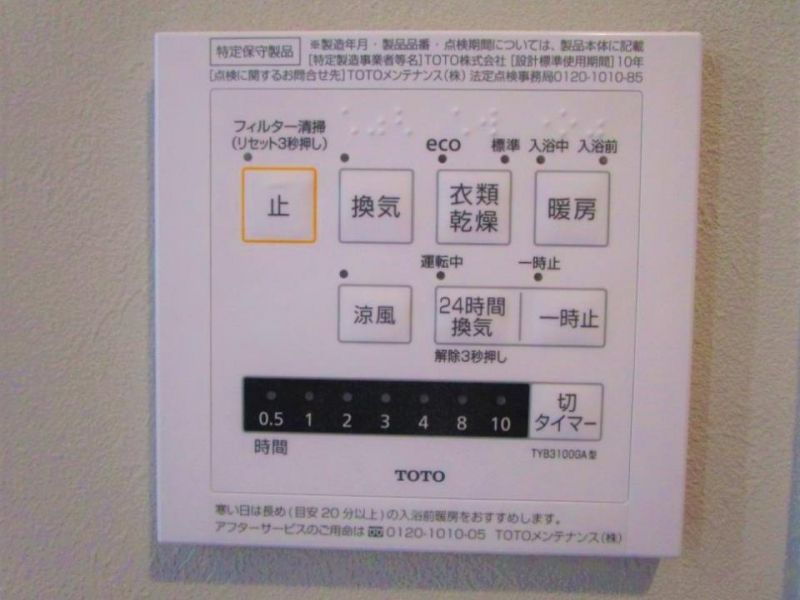 特定保守製品 ※製造年月・製品品番・点検期間については、製品本体に記載
[特定製造事業者等名]TOTO株式会社 [設計標準使用期間]10年
[点検に関するお問合せ先]TOTOメンテナンス(株) 法定点検事務局0120-1010-85
フィルター清掃
(リセット3秒押し)
eco 標準 入浴中 入浴前
止 換気 衣類 暖房
乾燥
運転中 一時止
涼風 24時間 一時止
換気
解除3秒押し
0.5 1 2 3 4 8 10 切
タイマー
時間
TYB3100GA型
TOTO
寒い日は長め(目安20分以上)の入浴前暖房をおすすめします。
アフターサービスのご用命は 0120-1010-05 TOTOメンテナンス(株)